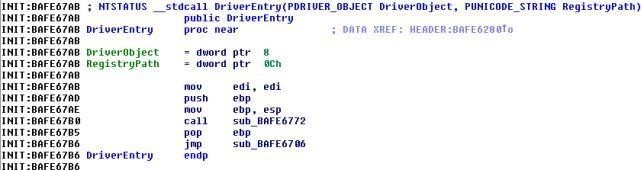 INIT:BAFE67AB ; NTSTATUS __stdcall DriverEntry(PDRIVER_OBJECT DriverObject, PUNICODE_STRING RegistryPath)
INIT:BAFE67AB public DriverEntry
INIT:BAFE67AB DriverEntry proc near ; DATA XREF: HEADER:BAFE6280↑o
INIT:BAFE67AB
INIT:BAFE67AB DriverObject = dword ptr 8
INIT:BAFE67AB RegistryPath = dword ptr 0Ch
INIT:BAFE67AB
INIT:BAFE67AB mov edi, edi
INIT:BAFE67AD push ebp
INIT:BAFE67AE mov ebp, esp
INIT:BAFE67B0 call sub_BAFE6772
INIT:BAFE67B5 pop ebp
INIT:BAFE67B6 jmp sub_BAFE6706
INIT:BAFE67B6 DriverEntry endp
INIT:BAFE67B6